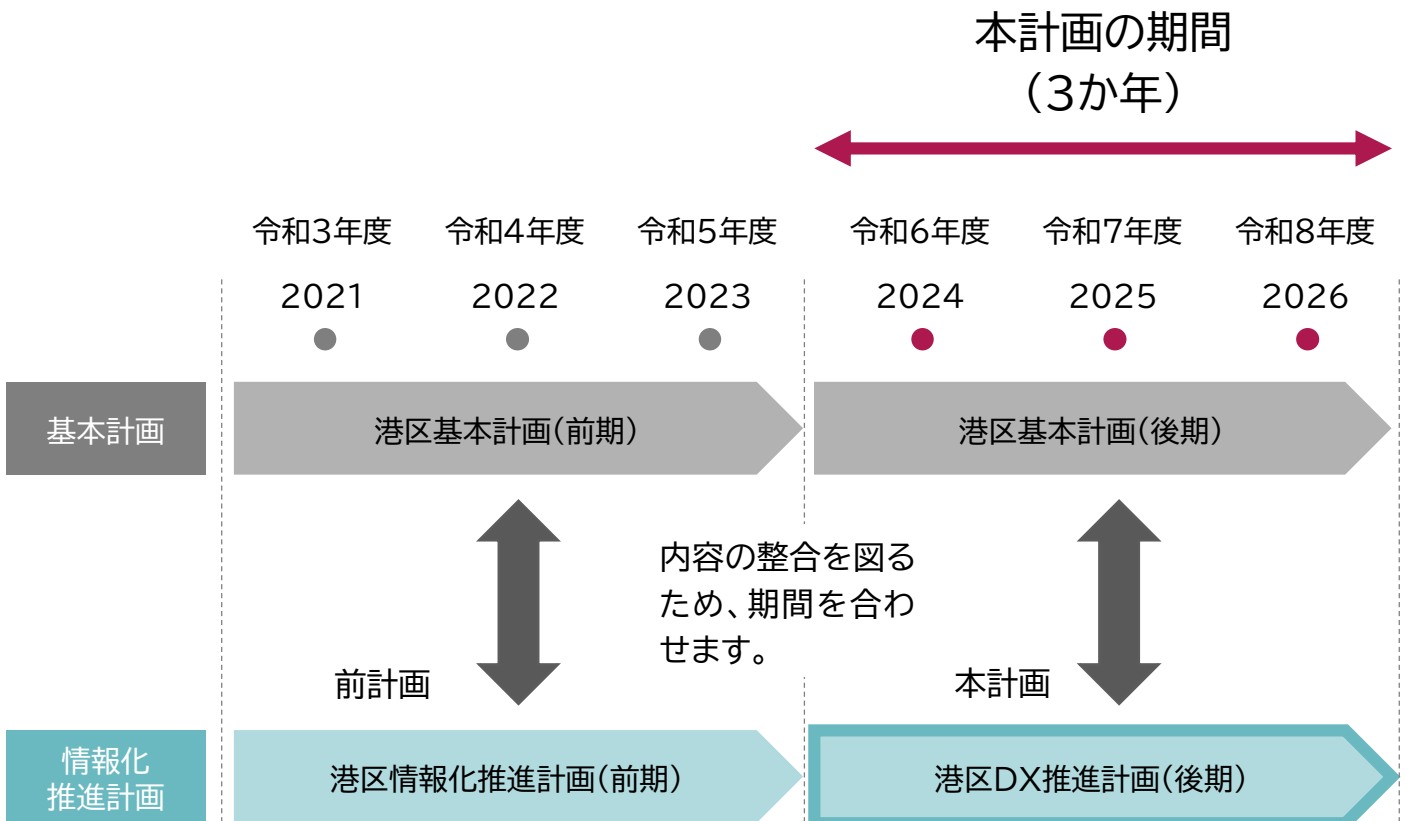 本計画の期間
（3か年）
令和3年度 令和4年度 令和5年度 令和6年度 令和7年度 令和8年度
2021 2022 2023 2024 2025 2026
基本計画
港区基本計画(前期)
港区基本計画(後期)
内容の整合を図る
ため、期間を合わ
せます。
前計画
本計画
情報化
推進計画
港区情報化推進計画(前期)
港区DX推進計画(後期)